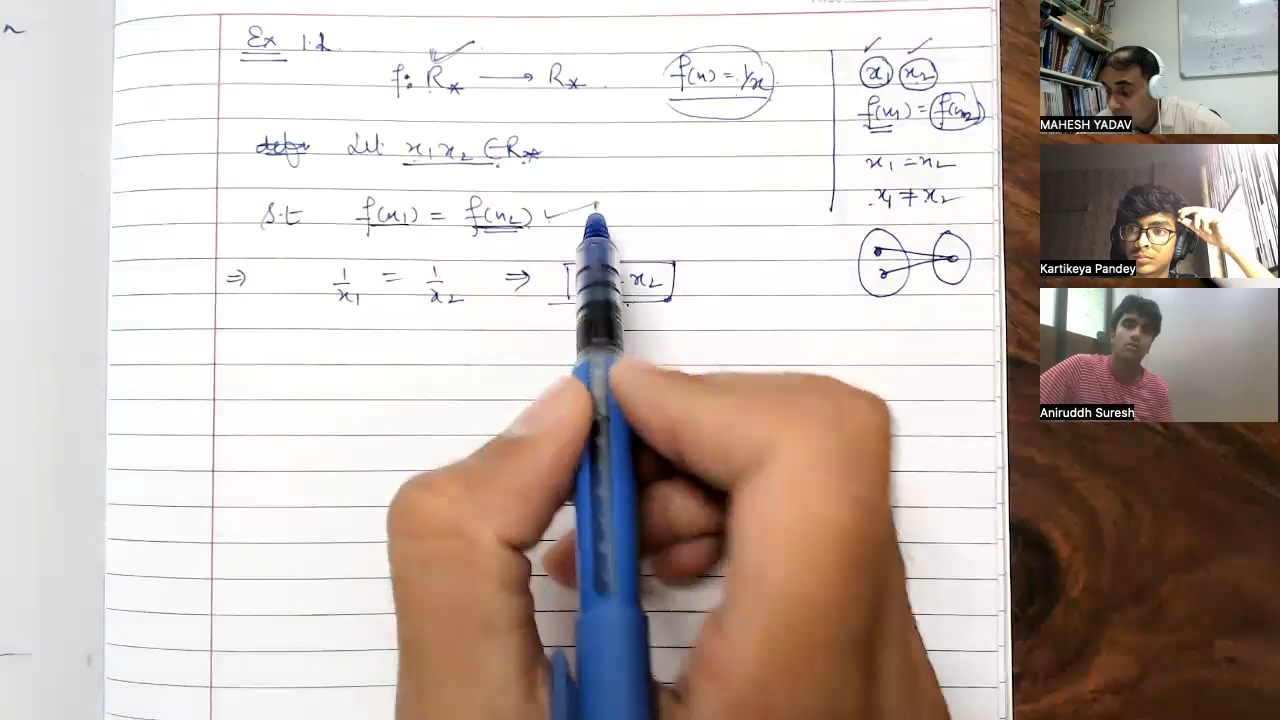 Ex 1.2
f: R* → R* . f(x) = 1/x
Let x1 x2 ∈ R*
S.t f(x1) = f(x2) ✓
⇒ 1/x1 = 1/x2 ⇒ x2
x1 x2
f(x1) = f(x2)
x1 = x2
x1 ≠ x2
MAHESH YADAV
Kartikeya Pandey
Aniruddh Suresh